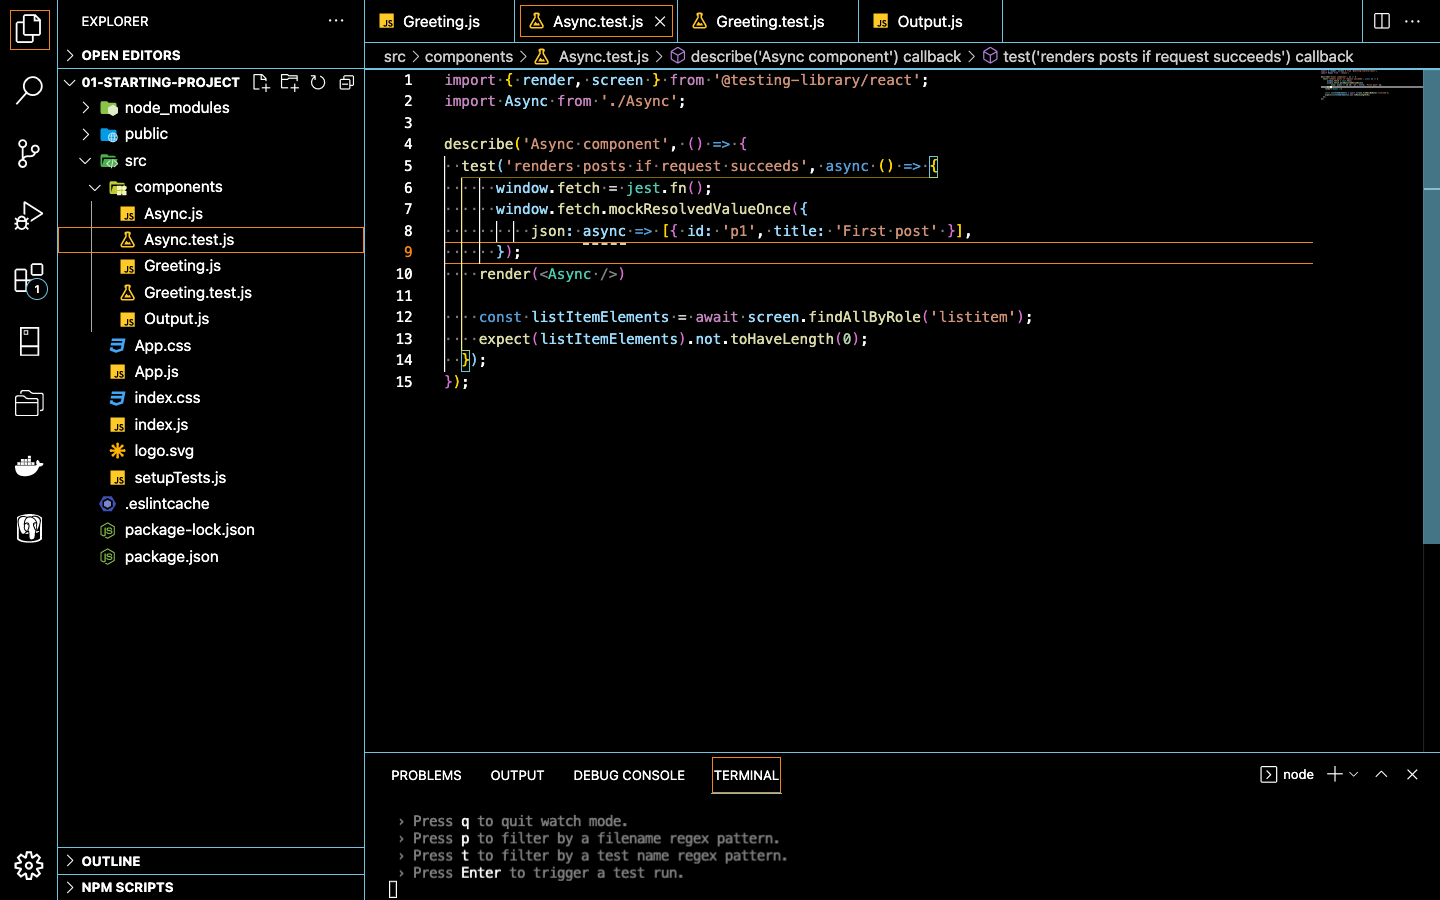 EXPLORER
OPEN EDITORS
01-STARTING-PROJECT
node_modules
public
src
components
Async.js
Async.test.js
Greeting.js
Greeting.test.js
Output.js
App.css
App.js
index.css
index.js
logo.svg
setupTests.js
.eslintcache
package-lock.json
package.json
OUTLINE
NPM SCRIPTS
1
Greeting.js Async.test.js Greeting.test.js Output.js
src > components > Async.test.js > describe('Async component') callback > test('renders posts if request succeeds') callback
1 import { render, screen } from '@testing-library/react';
2 import Async from './Async';
3
4 describe('Async component', () => {
5 test('renders posts if request succeeds', async () => {
6 window.fetch = jest.fn();
7 window.fetch.mockResolvedValueOnce({
8 json: async => [{ id: 'p1', title: 'First post' }],
9 });
10 render(<Async />)
11
12 const listItemElements = await screen.findAllByRole('listitem');
13 expect(listItemElements).not.toHaveLength(0);
14 });
15 });
PROBLEMS OUTPUT DEBUG CONSOLE TERMINAL node
› Press q to quit watch mode.
› Press p to filter by a filename regex pattern.
› Press t to filter by a test name regex pattern.
› Press Enter to trigger a test run.